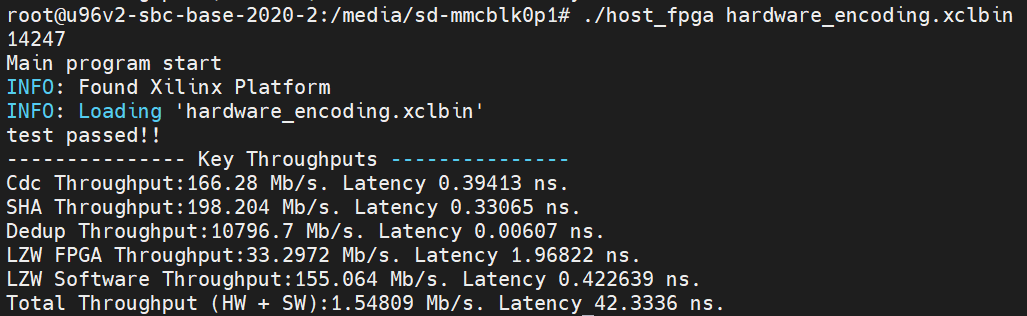 root@u96v2-sbc-base-2020-2:/media/sd-mmcblk0p1# ./host_fpga hardware_encoding.xclbin
14247
Main program start
INFO: Found Xilinx Platform
INFO: Loading 'hardware_encoding.xclbin'
test passed!!
--------------- Key Throughputs ---------------
Cdc Throughput:166.28 Mb/s. Latency 0.39413 ns.
SHA Throughput:198.204 Mb/s. Latency 0.33065 ns.
Dedup Throughput:10796.7 Mb/s. Latency 0.00607 ns.
LZW FPGA Throughput:33.2972 Mb/s. Latency 1.96822 ns.
LZW Software Throughput:155.064 Mb/s. Latency 0.422639 ns.
Total Throughput (HW + SW):1.54809 Mb/s. Latency 42.3336 ns.